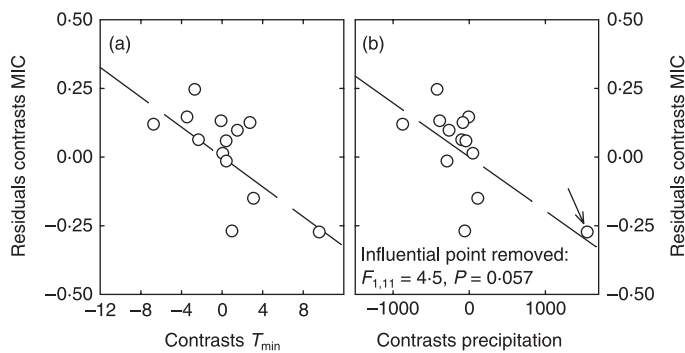 (a)
(b)
0·50
0·25
0·00
−0·25
−0·50
Residuals contrasts MIC
−12
−8
−4
0
4
8
12
Contrasts Tmin
Influential point removed:
F1,11 = 4·5, P = 0·057
−1000
0
1000
Contrasts precipitation
0·50
0·25
0·00
−0·25
−0·50
Residuals contrasts MIC